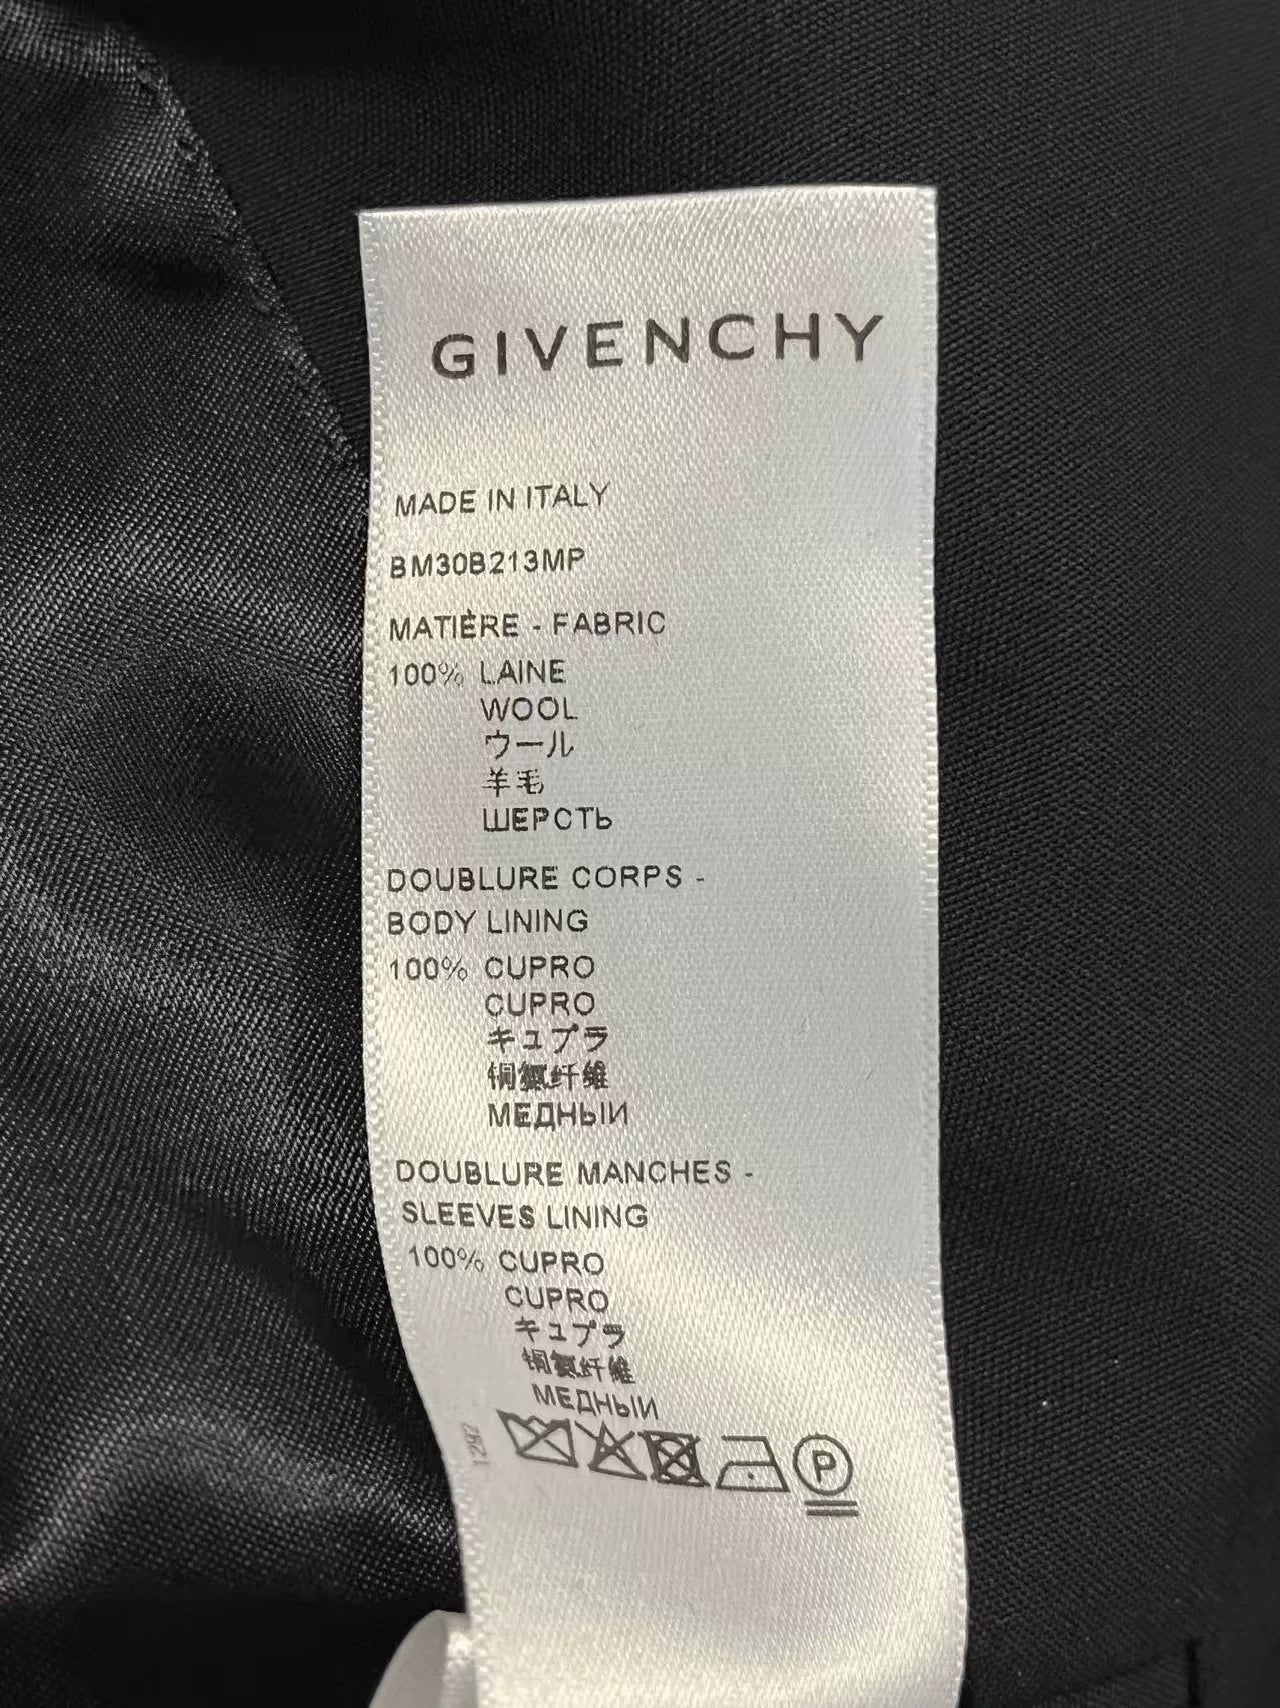 GIVENCHY
MADE IN ITALY
BM30B213MP
MATIÈRE - FABRIC
100% LAINE
WOOL
ウール
羊毛
ШЕРСТЬ
DOUBLURE CORPS -
BODY LINING
100% CUPRO
CUPRO
キュプラ
铜氨纤维
МЕДНЫЙ
DOUBLURE MANCHES -
SLEEVES LINING
100% CUPRO
CUPRO
キュプラ
铜氨纤维
МЕДНЫЙ
P